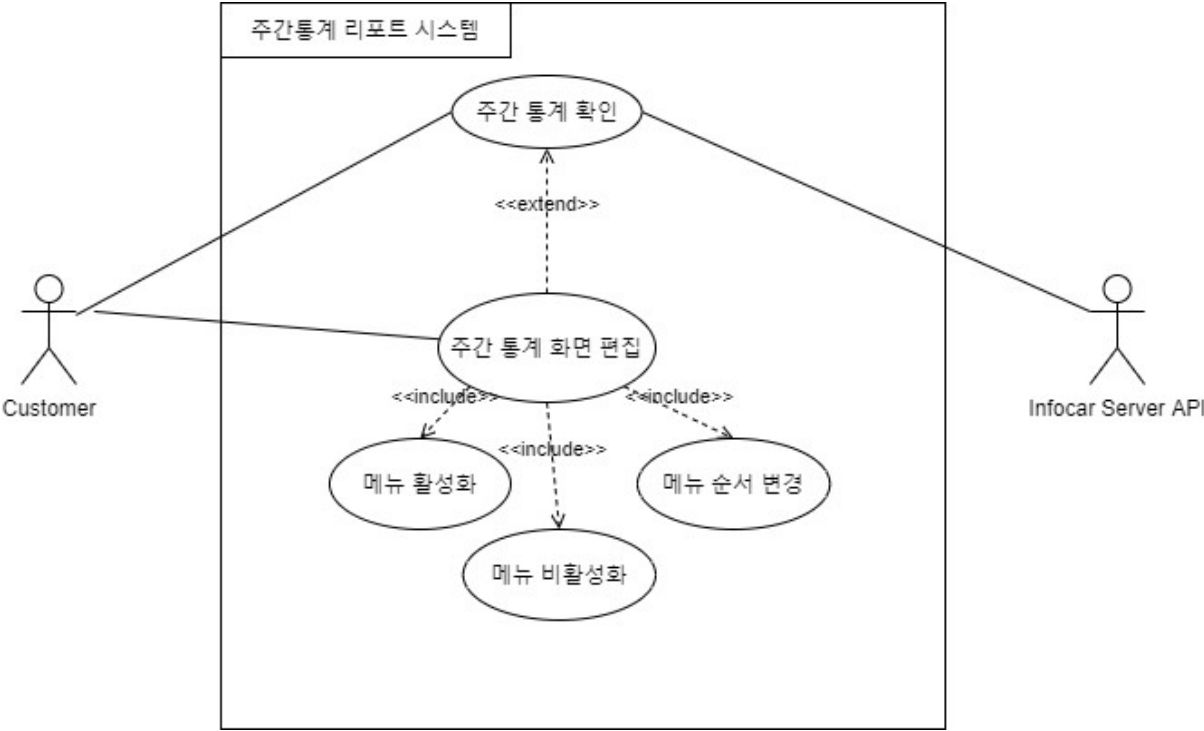 주간통계 리포트 시스템
주간 통계 확인
<<extend>>
주간 통계 화면 편집
Customer
Infocar Server API
<<include>>
<<include>>
<<include>>
메뉴 활성화
메뉴 순서 변경
메뉴 비활성화